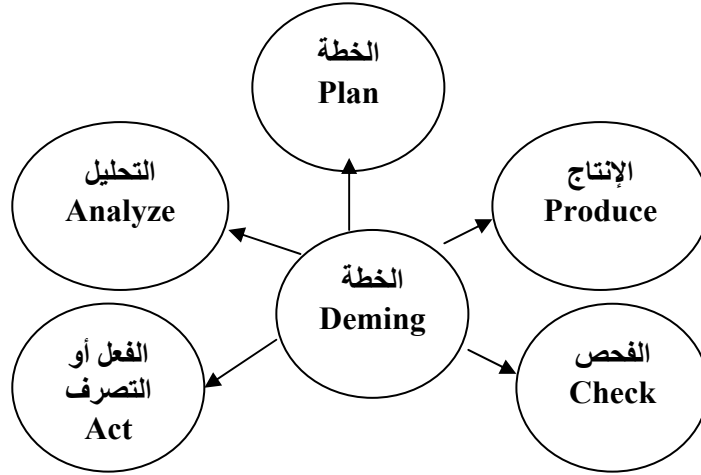 الخطة
Plan
التحليل
Analyze
الإنتاج
Produce
الخطة
Deming
الفعل أو
التصرف
Act
الفحص
Check